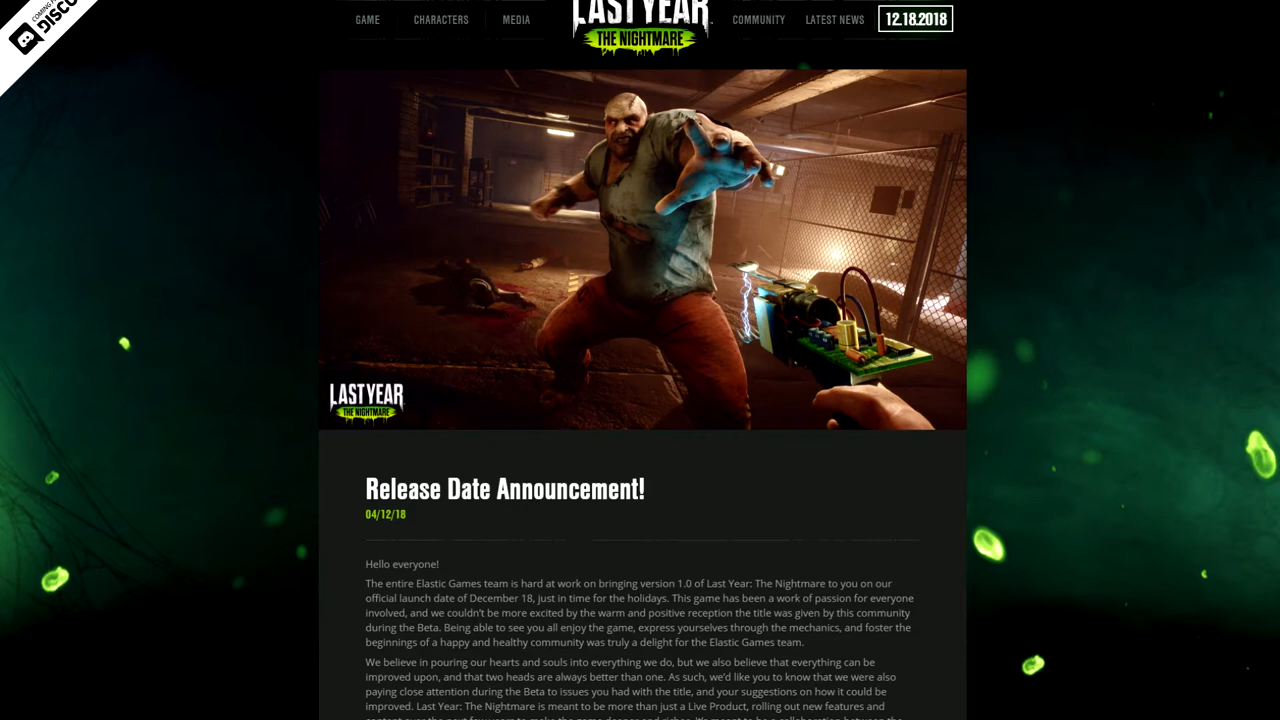 COMING
DISCO
GAME
CHARACTERS
MEDIA
LAST YEAR
THE NIGHTMARE
COMMUNITY
LATEST NEWS
12.18.2018
LAST YEAR
THE NIGHTMARE
Release Date Announcement!
04/12/18
Hello everyone!
The entire Elastic Games team is hard at work on bringing version 1.0 of Last Year: The Nightmare to you on our
official launch date of December 18, just in time for the holidays. This game has been a work of passion for everyone
involved, and we couldn't be more excited by the warm and positive reception the title was given by this community
during the Beta. Being able to see you all enjoy the game, express yourselves through the mechanics, and foster the
beginnings of a happy and healthy community was truly a delight for the Elastic Games team.
We believe in pouring our hearts and souls into everything we do, but we also believe that everything can be
improved upon, and that two heads are always better than one. As such, we'd like you to know that we were also
paying close attention during the Beta to issues you had with the title, and your suggestions on how it could be
improved. Last Year: The Nightmare is meant to be more than just a Live Product, rolling out new features and